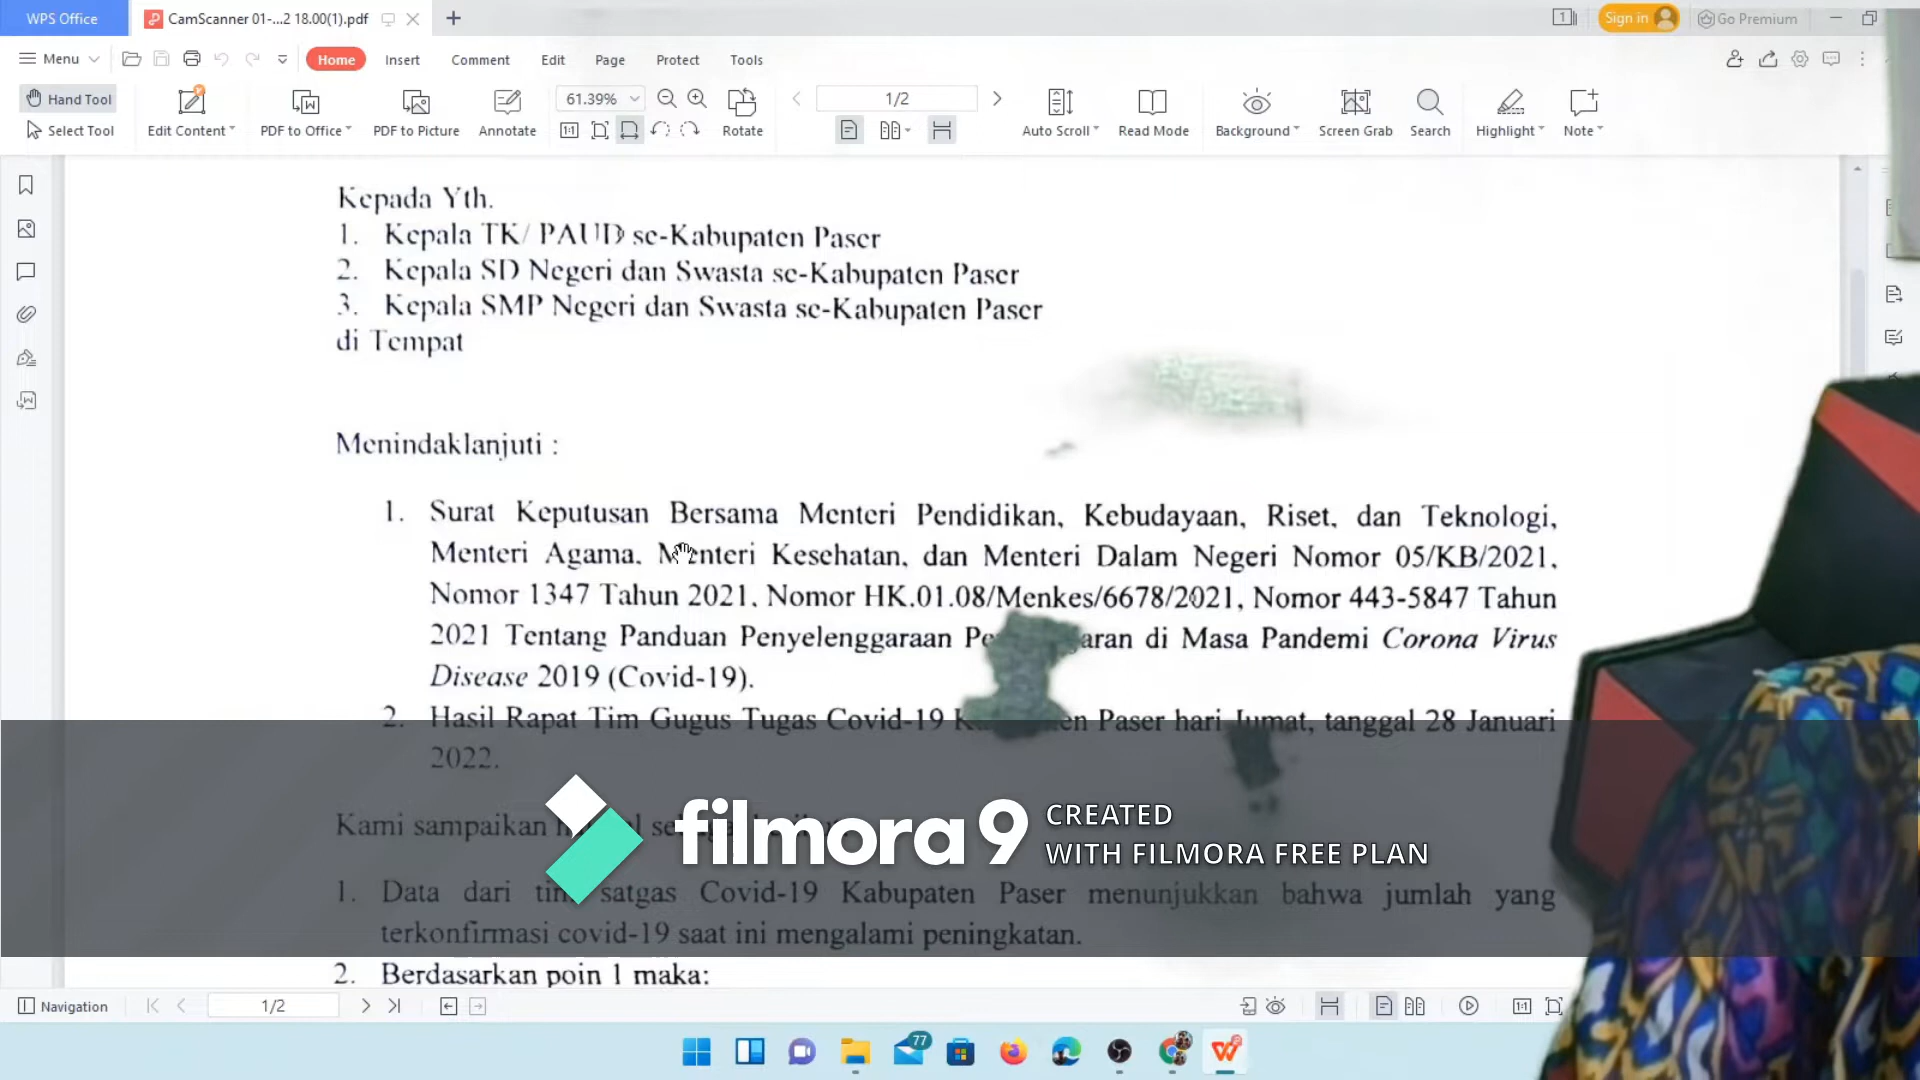 WPS Office
CamScanner 01-...2 18.00(1).pdf
1
Sign in
Go Premium
Menu
Home
Insert
Comment
Edit
Page
Protect
Tools
Hand Tool
Select Tool
Edit Content
PDF to Office
PDF to Picture
Annotate
61.39%
Rotate
1/2
Auto Scroll
Read Mode
Background
Screen Grab
Search
Highlight
Note
Kepada Yth.
1. Kepala TK/ PAUD se-Kabupaten Paser
2. Kepala SD Negeri dan Swasta se-Kabupaten Paser
3. Kepala SMP Negeri dan Swasta se-Kabupaten Paser
di Tempat
Menindaklanjuti :
1. Surat Keputusan Bersama Menteri Pendidikan, Kebudayaan, Riset, dan Teknologi,
Menteri Agama, Menteri Kesehatan, dan Menteri Dalam Negeri Nomor 05/KB/2021,
Nomor 1347 Tahun 2021, Nomor HK.01.08/Menkes/6678/2021, Nomor 443-5847 Tahun
2021 Tentang Panduan Penyelenggaraan di Masa Pandemi Corona Virus
Disease 2019 (Covid-19).
2. Hasil Rapat Tim Gugus Tugas Covid-19 Paser hari Jumat, tanggal 28 Januari
2022.
Kami sampaikan
filmora 9
CREATED
WITH FILMORA FREE PLAN
1. Data dari tim satgas Covid-19 Kabupaten Paser menunjukkan bahwa jumlah yang
terkonfirmasi covid-19 saat ini mengalami peningkatan.
2. Berdasarkan poin 1 maka:
Navigation
1/2
77